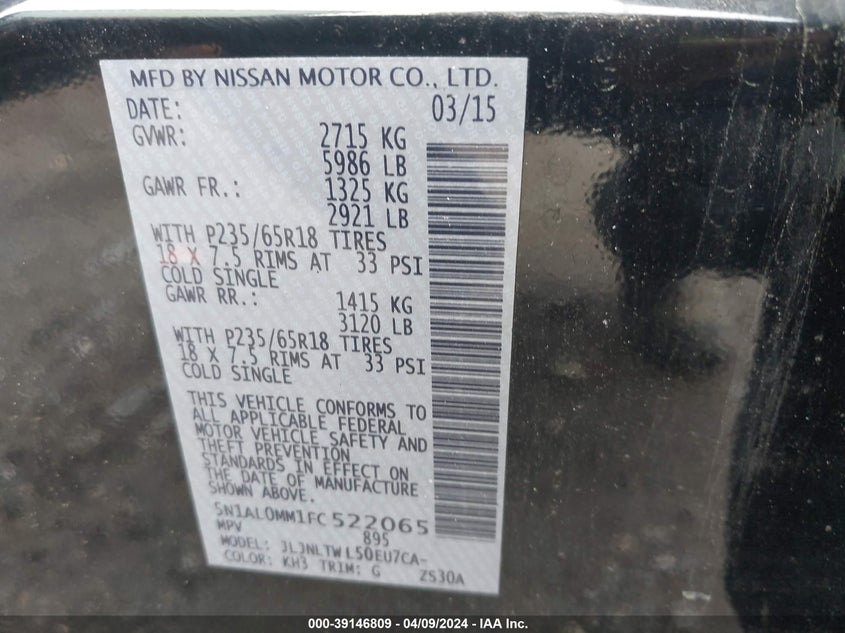 MFD BY NISSAN MOTOR CO., LTD.
DATE: 03/15
GVWR: 2715 KG
5986 LB
GAWR FR.: 1325 KG
2921 LB
WITH P235/65R18 TIRES
18 X 7.5 RIMS AT 33 PSI
COLD SINGLE
GAWR RR.: 1415 KG
3120 LB
WITH P235/65R18 TIRES
18 X 7.5 RIMS AT 33 PSI
COLD SINGLE
THIS VEHICLE CONFORMS TO
ALL APPLICABLE FEDERAL
MOTOR VEHICLE SAFETY AND
THEFT PREVENTION
STANDARDS IN EFFECT ON
THE DATE OF MANUFACTURE
SHOWN ABOVE.
5N1AL0MM1FC522065
MPV 895
MODEL: JLJNLTWL50EU7CA-
COLOR: KH3 TRIM: G ZS30A
000-39146809 - 04/09/2024 - IAAI Inc.